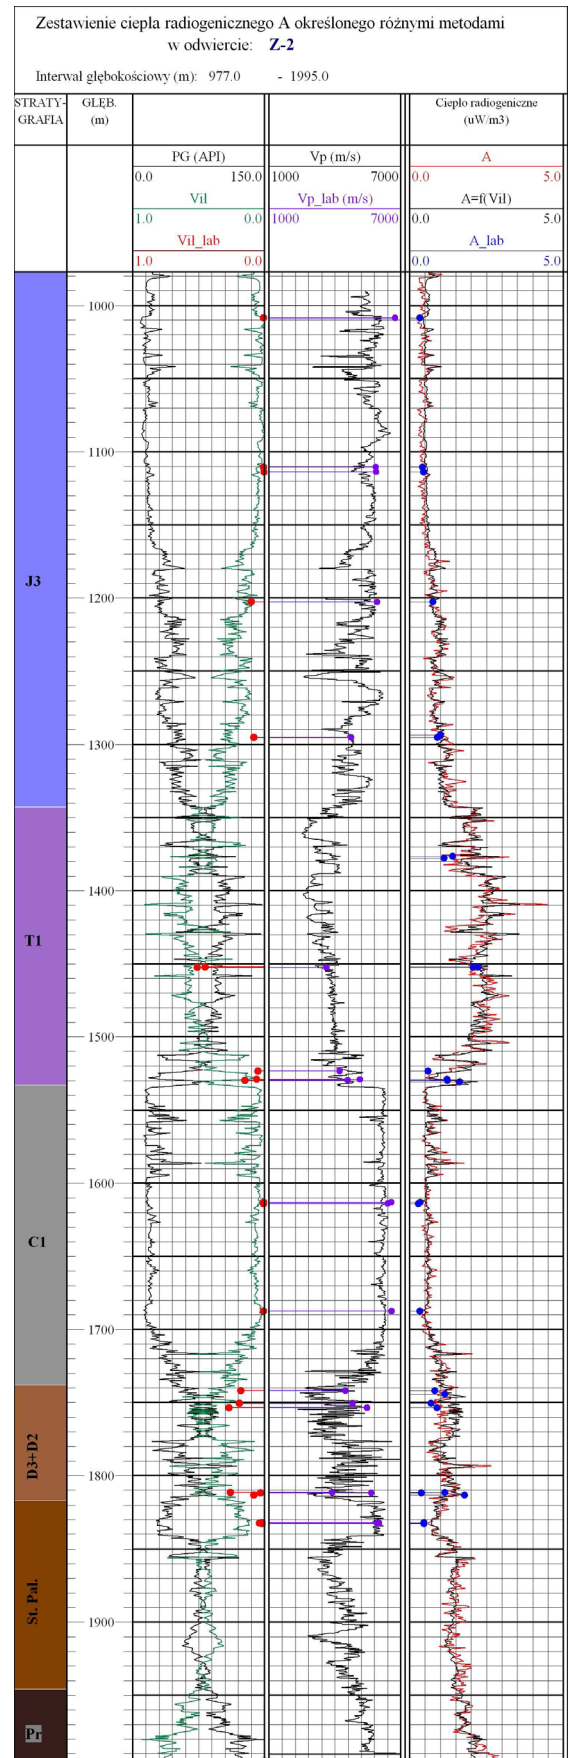 Zestawienie ciepła radiogenicznego A określonego różnymi metodami
w odwiercie: Z-2
Interwał głębokościowy (m): 977.0 - 1995.0
STRATY-
GRAFIA
GŁĘB.
(m)
Ciepło radiogeniczne
(uW/m3)
PG (API)
0.0 150.0
Vil
1.0 0.0
Vil_lab
1.0 0.0
Vp (m/s)
1000 7000
Vp_lab (m/s)
1000 7000
A
0.0 5.0
A=f(Vil)
0.0 5.0
A_lab
0.0 5.0
1000
1100
J3
1200
1300
1400
T1
1500
1600
C1
1700
D3+D2
1800
St. Pal.
1900
Pr